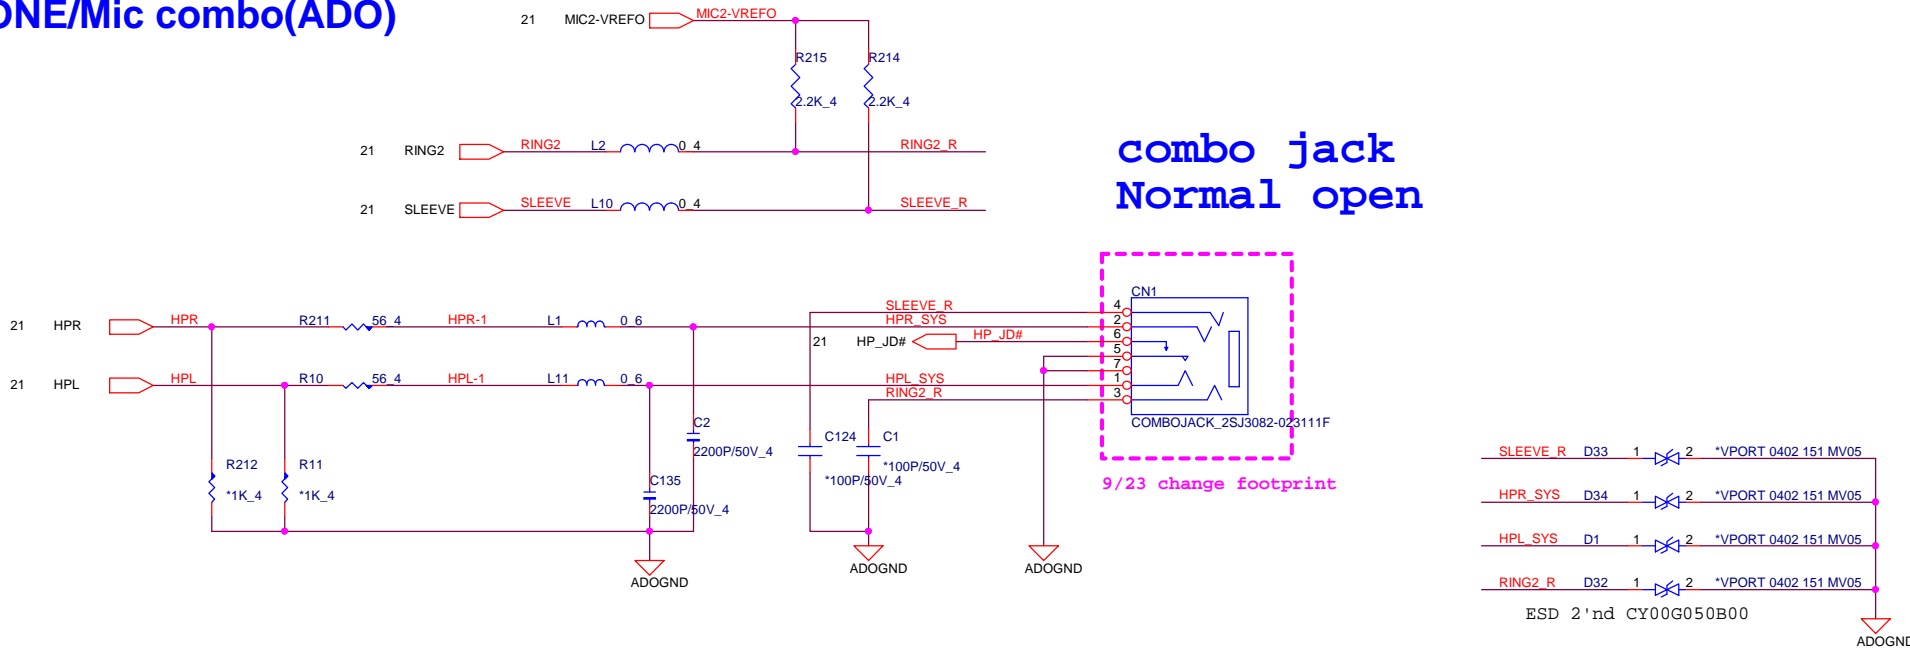 ONE/Mic combo(ADO)
21 MIC2-VREFO MIC2-VREFO
R215 R214
2.2K_4 2.2K_4
21 RING2 RING2 L2 0_4 RING2_R
21 SLEEVE SLEEVE L10 0_4 SLEEVE_R
combo jack
Normal open
CN1
SLEEVE_R 4
21 HPR HPR R211 56_4 HPR-1 L1 0_6 HPR_SYS 2
21 HP_JD# HP_JD# 6
5
7
21 HPL HPL R10 56_4 HPL-1 L11 0_6 HPL_SYS 1
RING2_R 3
COMBOJACK_2SJ3082-023111F
9/23 change footprint
R212 R11
*1K_4 *1K_4
C2
2200P/50V_4
C135
2200P/50V_4
C124 C1
*100P/50V_4
*100P/50V_4
ADOGND
ADOGND
ADOGND
SLEEVE_R D33 1 2 *VPORT 0402 151 MV05
HPR_SYS D34 1 2 *VPORT 0402 151 MV05
HPL_SYS D1 1 2 *VPORT 0402 151 MV05
RING2_R D32 1 2 *VPORT 0402 151 MV05
ESD 2'nd CY00G050B00
ADOGND